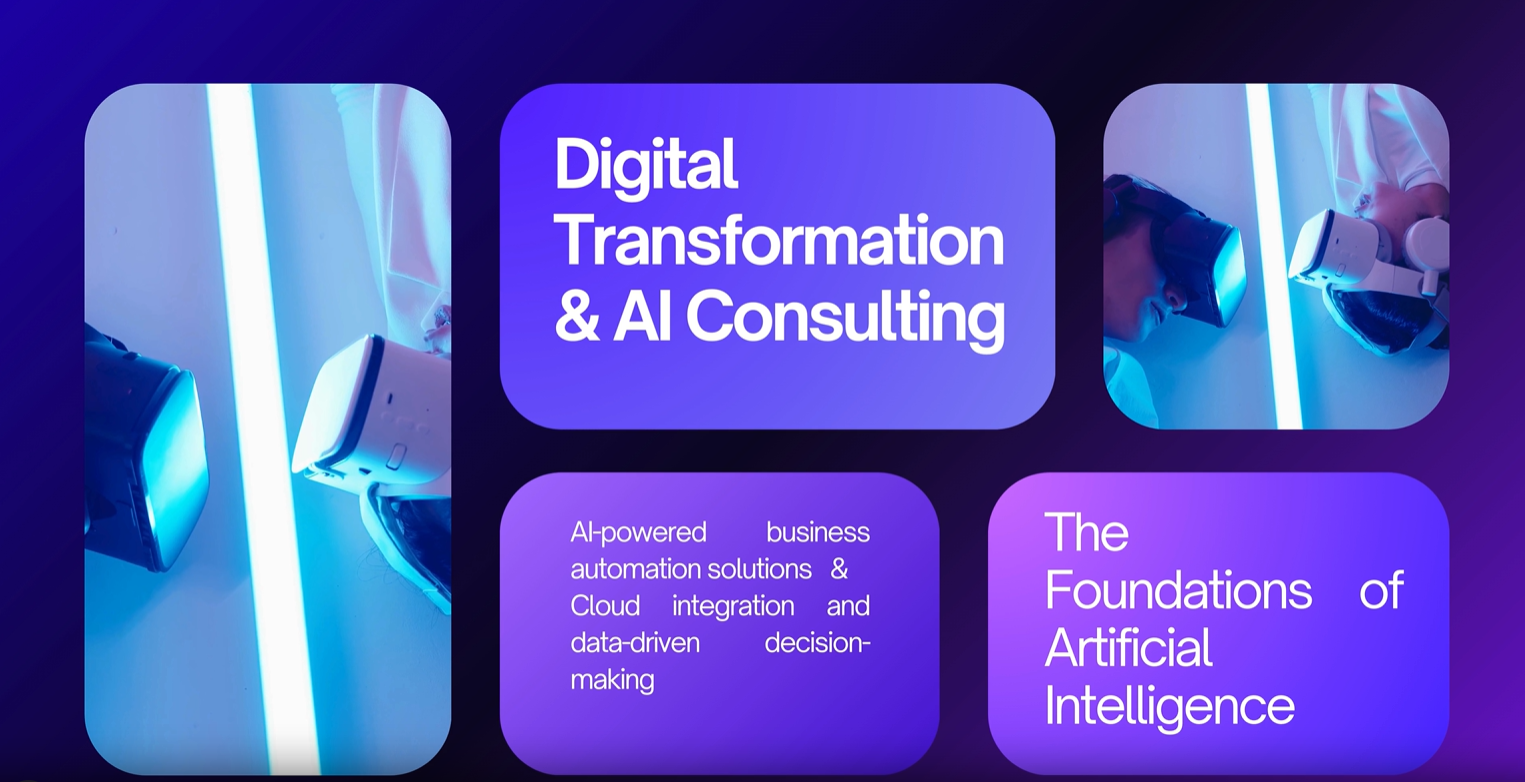 Digital
Transformation
& AI Consulting
AI-powered business
automation solutions &
Cloud integration and
data-driven decision-
making
The
Foundations of
Artificial
Intelligence